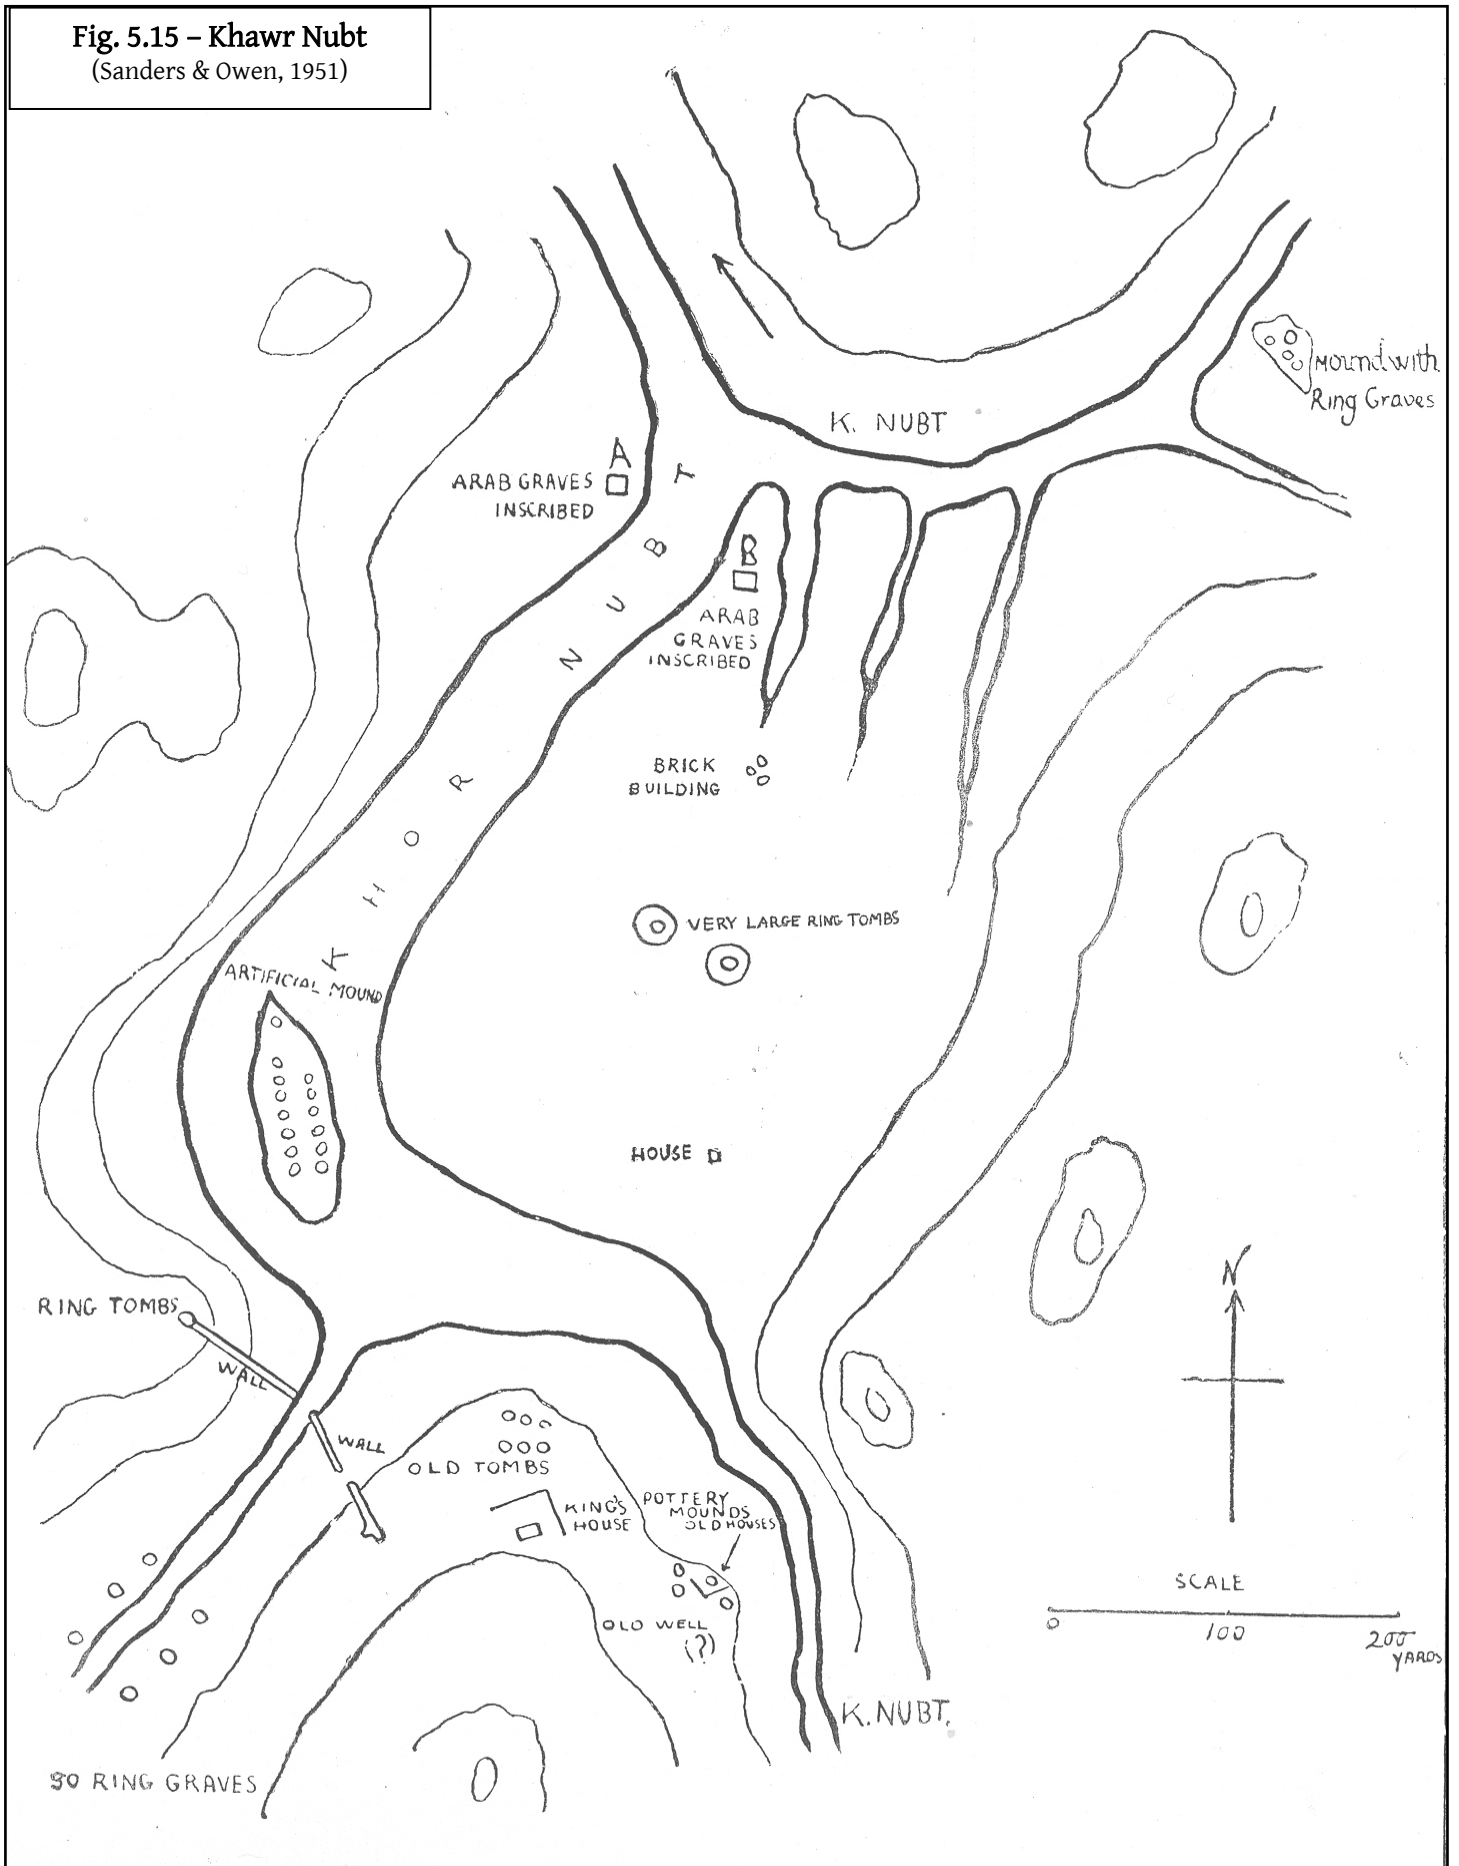 Fig. 5.15 – Khawr Nubt
(Sanders & Owen, 1951)
K. NUBT
Mound with
Ring Graves
A
ARAB GRAVES
INSCRIBED
B
ARAB
GRAVES
INSCRIBED
KHOR NUBT
BRICK
BUILDING
VERY LARGE RING TOMBS
ARTIFICIAL MOUND
HOUSE
N
RING TOMBS
WALL
WALL
OLD TOMBS
KING'S
HOUSE
POTTERY
MOUNDS
OLD HOUSES
OLD WELL
(?)
SCALE
0 100 200
YARDS
K. NUBT.
RING GRAVES